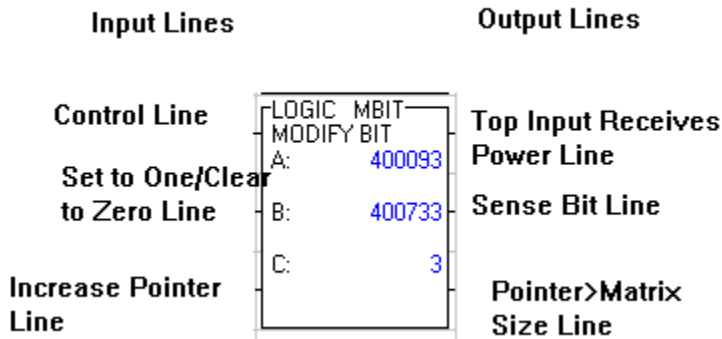 Input Lines
Output Lines
Control Line
LOGIC MBIT
MODIFY BIT
Top Input Receives
Power Line
A: 400093
Set to One/Clear
to Zero Line
B: 400733
Sense Bit Line
C: 3
Increase Pointer
Line
Pointer>Matrix
Size Line